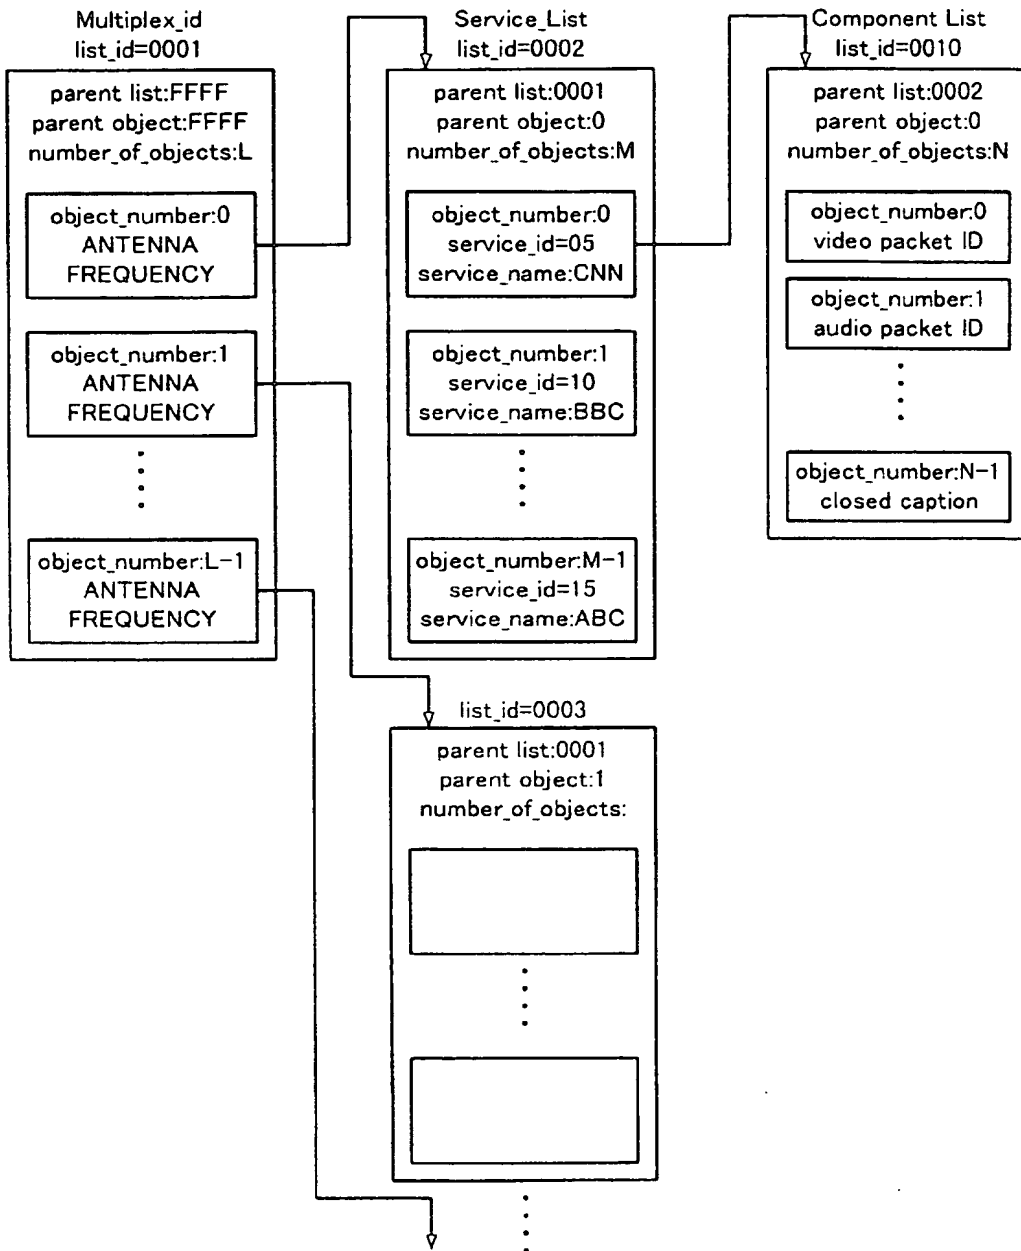 Multiplex_id
list_id=0001
parent list:FFFF
parent object:FFFF
number_of_objects:L
object_number:0
ANTENNA
FREQUENCY
object_number:1
ANTENNA
FREQUENCY
object_number:L-1
ANTENNA
FREQUENCY
Service_List
list_id=0002
parent list:0001
parent object:0
number_of_objects:M
object_number:0
service_id=05
service_name:CNN
object_number:1
service_id=10
service_name:BBC
object_number:M-1
service_id=15
service_name:ABC
Component List
list_id=0010
parent list:0002
parent object:0
number_of_objects:N
object_number:0
video packet ID
object_number:1
audio packet ID
object_number:N-1
closed caption
list_id=0003
parent list:0001
parent object:1
number_of_objects: